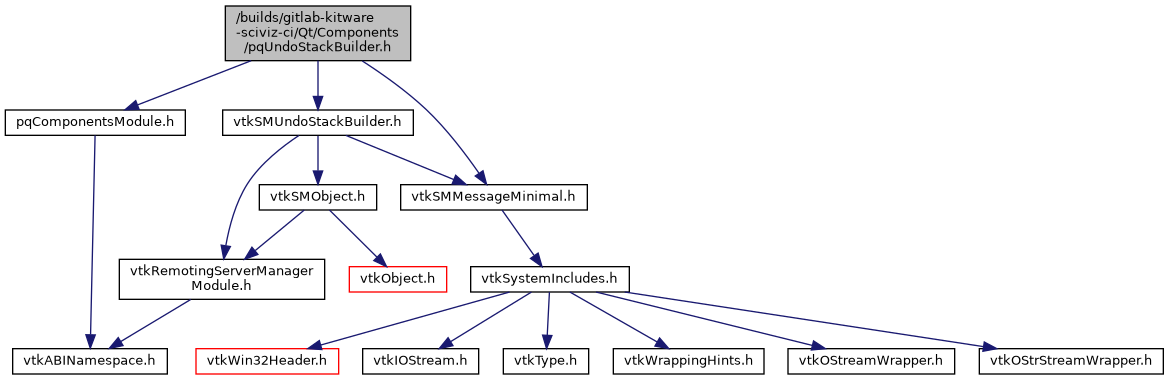 /builds/gitlab-kitware
-sciviz-ci/Qt/Components
/pqUndoStackBuilder.h
pqComponentsModule.h
vtkSMUndoStackBuilder.h
vtkSMObject.h
vtkSMMessageMinimal.h
vtkRemotingServerManager
Module.h
vtkObject.h
vtkSystemIncludes.h
vtkABINamespace.h
vtkWin32Header.h
vtkIOStream.h
vtkType.h
vtkWrappingHints.h
vtkOStreamWrapper.h
vtkOStrStreamWrapper.h